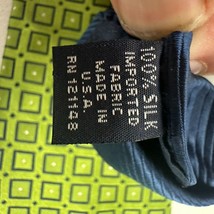 100% SILK
IMPORTED
FABRIC
MADE IN
U.S.A.
RN 121148